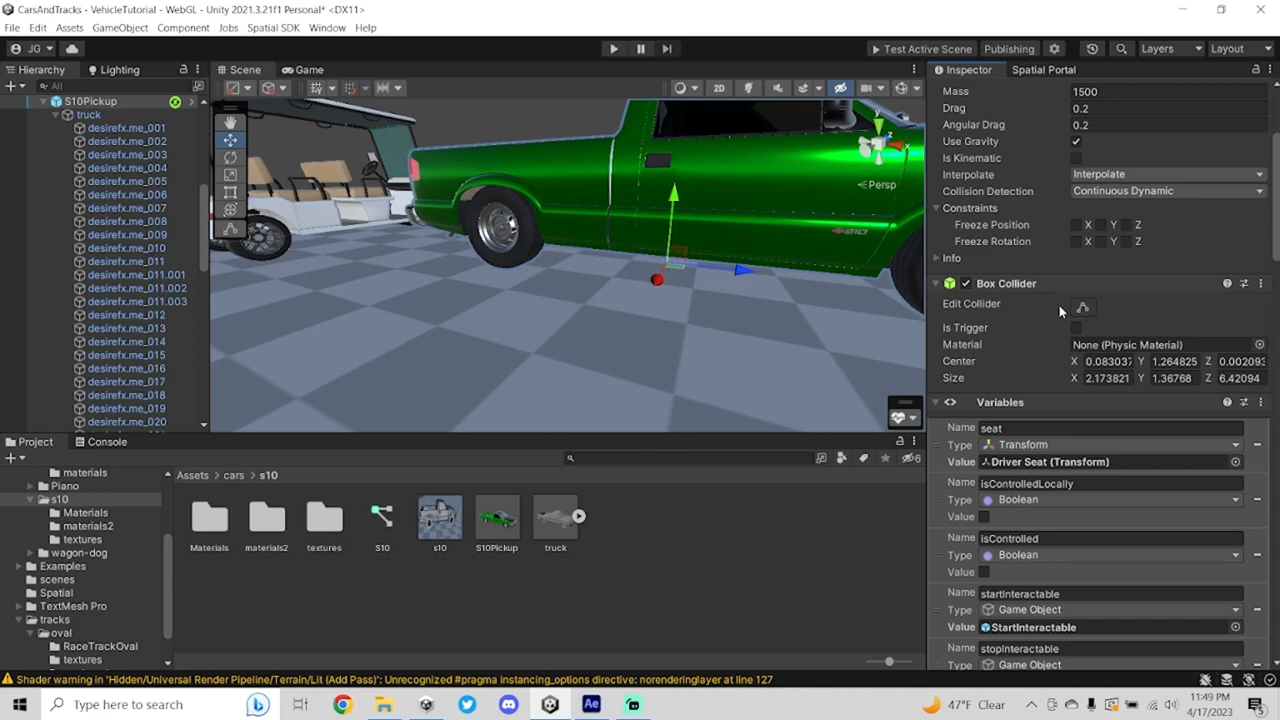 CarsAndTracks - VehicleTutorial - WebGL - Unity 2021.3.21f1 Personal* <DX11>
File Edit Assets GameObject Component Jobs Spatial SDK Window Help
JG Test Active Scene Publishing Layers Layout
Hierarchy Lighting Scene Game Inspector Spatial Portal
All 2D
S10Pickup
truck
desirefx.me_001
desirefx.me_002
desirefx.me_003
desirefx.me_004
desirefx.me_005
desirefx.me_006
desirefx.me_007
desirefx.me_008
desirefx.me_009
desirefx.me_010
desirefx.me_011
desirefx.me_011.001
desirefx.me_011.002
desirefx.me_011.003
desirefx.me_012
desirefx.me_013
desirefx.me_014
desirefx.me_015
desirefx.me_016
desirefx.me_017
desirefx.me_018
desirefx.me_019
desirefx.me_020
y
z
x
<Persp
S10
Mass 1500
Drag 0.2
Angular Drag 0.2
Use Gravity
Is Kinematic
Interpolate Interpolate
Collision Detection Continuous Dynamic
Constraints
Freeze Position X Y Z
Freeze Rotation X Y Z
Info
Box Collider
Edit Collider
Is Trigger
Material None (Physic Material)
Center X 0.083037 Y 1.264825 Z 0.002093
Size X 2.173821 Y 1.36768 Z 6.42094
Variables
Name seat
Type Transform
Value Driver Seat (Transform)
Name isControlledLocally
Type Boolean
Value
Name isControlled
Type Boolean
Value
Name startInteractable
Type Game Object
Value StartInteractable
Name stopInteractable
Type Game Object
Project Console
6
materials
Piano
s10
Materials
materials2
textures
wagon-dog
Examples
scenes
Spatial
TextMesh Pro
tracks
oval
RaceTrackOval
textures
Assets > cars > s10
Materials materials2 textures S10 s10 S10Pickup truck
Shader warning in 'Hidden/Universal Render Pipeline/Terrain/Lit (Add Pass)': Unrecognized #pragma instancing_options directive: norenderinglayer at line 127
Type here to search
Ae
47°F Clear
11:49 PM
4/17/2023
5